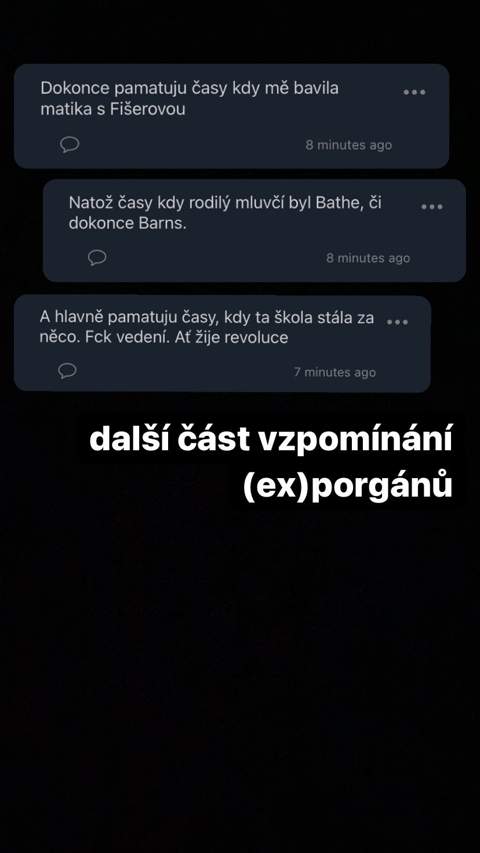 Dokonce pamatuju časy kdy mě bavila
matika s Fišerovou
8 minutes ago
Natož časy kdy rodilý mluvčí byl Bathe, či
dokonce Barns.
8 minutes ago
A hlavně pamatuju časy, kdy ta škola stála za
něco. Fck vedení. Ať žije revoluce
7 minutes ago
další část vzpomínání
(ex)porgánů